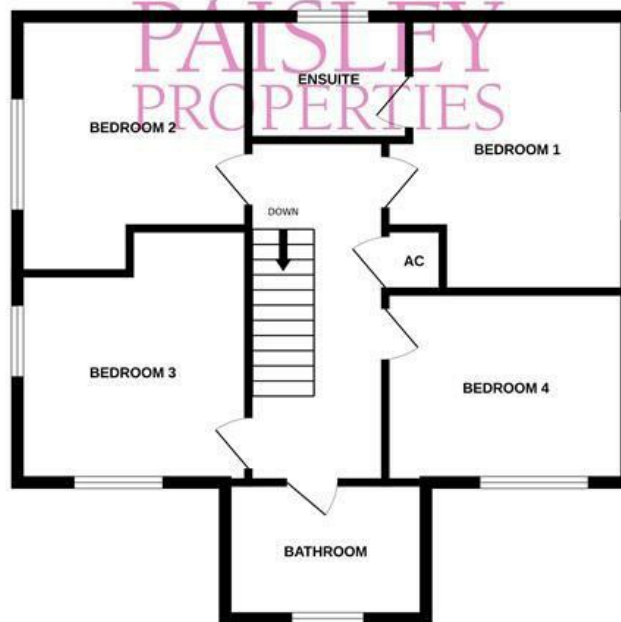 PAISLEY
PROPERTIES
ENSUITE
BEDROOM 2
BEDROOM 1
DOWN
AC
BEDROOM 3
BEDROOM 4
BATHROOM